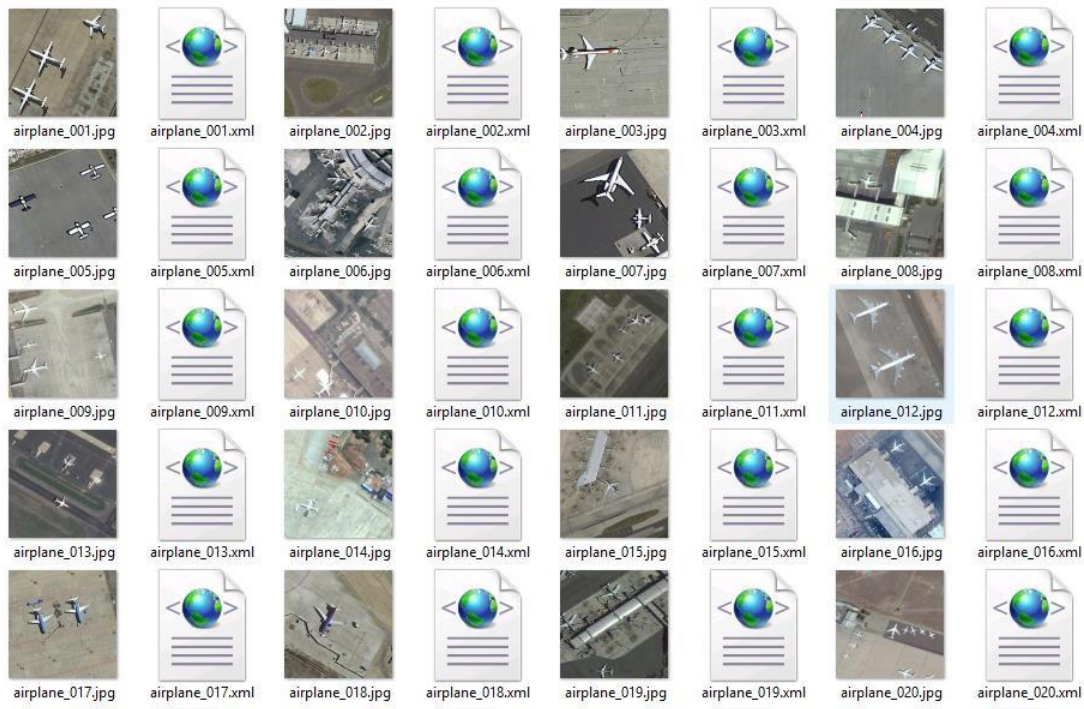 airplane_001.jpg airplane_001.xml airplane_002.jpg airplane_002.xml airplane_003.jpg airplane_003.xml airplane_004.jpg airplane_004.xml
airplane_005.jpg airplane_005.xml airplane_006.jpg airplane_006.xml airplane_007.jpg airplane_007.xml airplane_008.jpg airplane_008.xml
airplane_009.jpg airplane_009.xml airplane_010.jpg airplane_010.xml airplane_011.jpg airplane_011.xml airplane_012.jpg airplane_012.xml
airplane_013.jpg airplane_013.xml airplane_014.jpg airplane_014.xml airplane_015.jpg airplane_015.xml airplane_016.jpg airplane_016.xml
airplane_017.jpg airplane_017.xml airplane_018.jpg airplane_018.xml airplane_019.jpg airplane_019.xml airplane_020.jpg airplane_020.xml